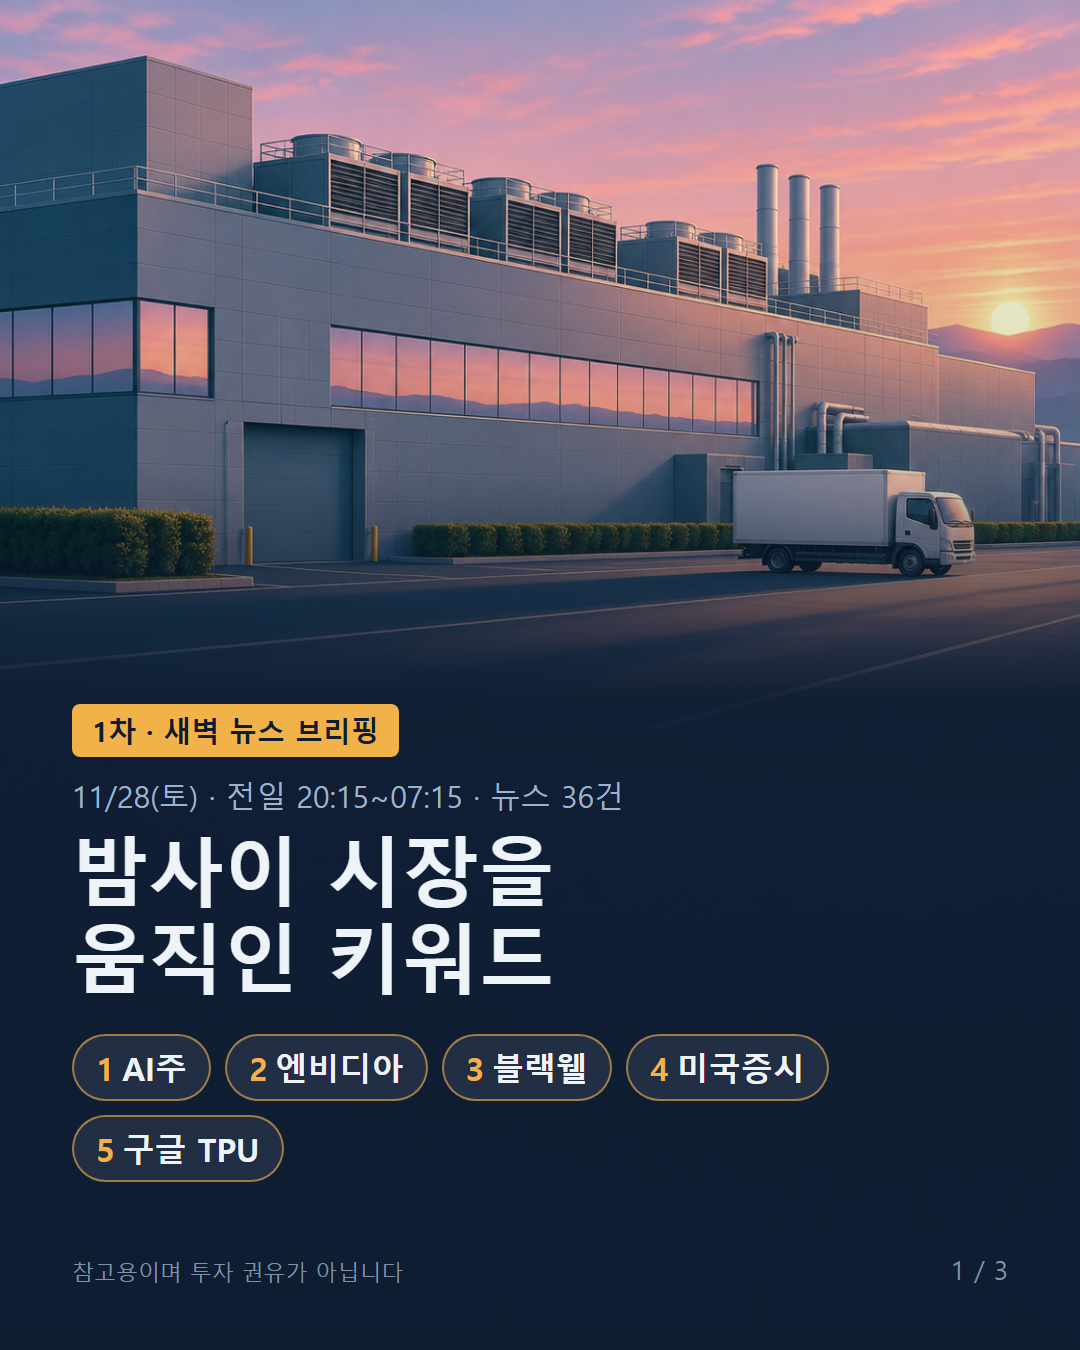 1차 · 새벽 뉴스 브리핑
11/28(토) · 전일 20:15~07:15 · 뉴스 36건
밤사이 시장을
움직인 키워드
1 AI주 2 엔비디아 3 블랙웰 4 미국증시
5 구글 TPU
참고용이며 투자 권유가 아닙니다 1 / 3